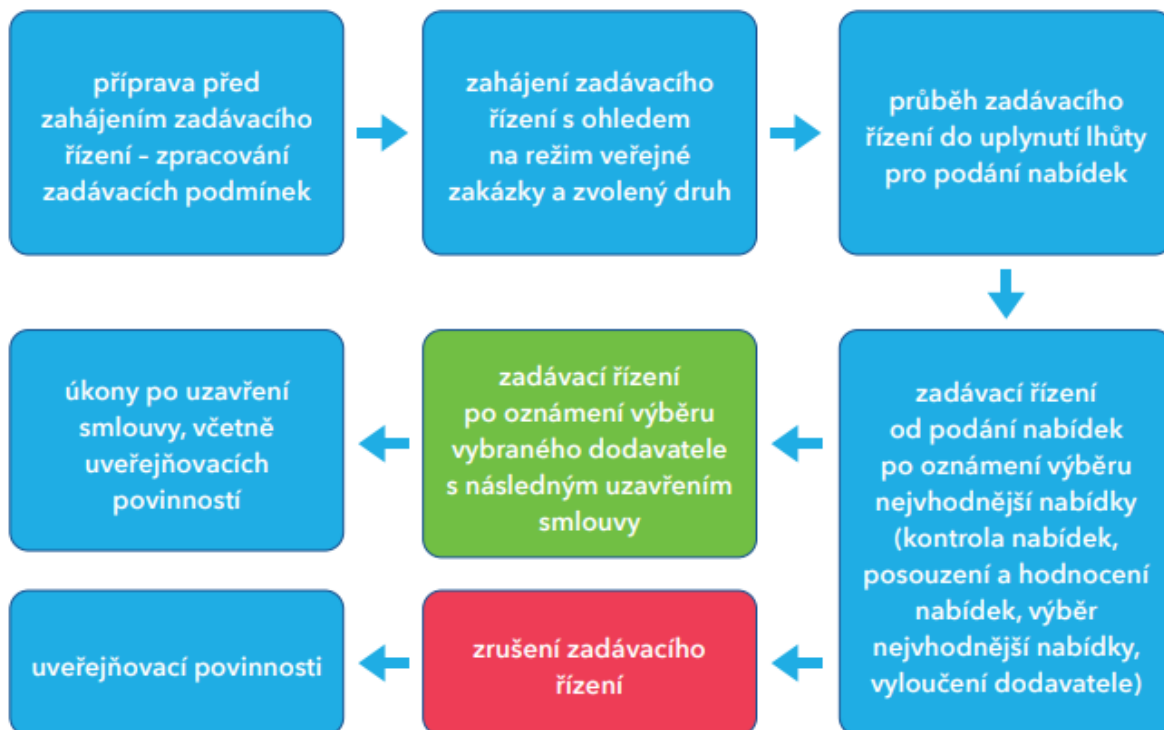 příprava před
zahájením zadávacího
řízení – zpracování
zadávacích podmínek
zahájení zadávacího
řízení s ohledem
na režim veřejné
zakázky a zvolený druh
průběh zadávacího
řízení do uplynutí lhůty
pro podání nabídek
zadávací řízení
od podání nabídek
po oznámení výběru
nejvhodnější nabídky
(kontrola nabídek,
posouzení a hodnocení
nabídek, výběr
nejvhodnější nabídky,
vyloučení dodavatele)
zadávací řízení
po oznámení výběru
vybraného dodavatele
s následným uzavřením
smlouvy
úkony po uzavření
smlouvy, včetně
uveřejňovacích
povinností
zrušení zadávacího
řízení
uveřejňovací povinnosti